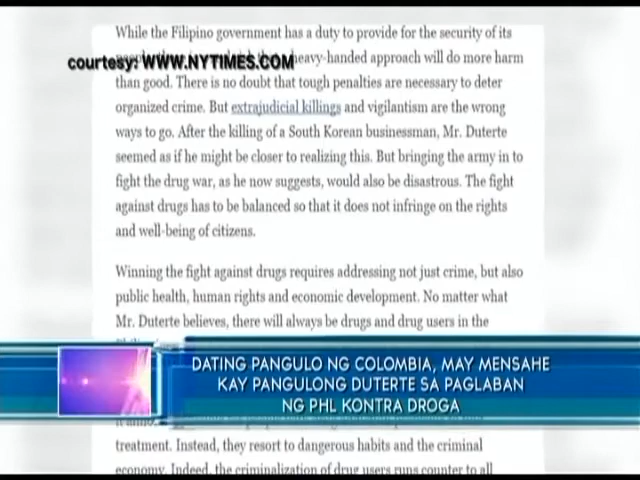 While the Filipino government has a duty to provide for the security of its
courtesy: WWW.NYTIMES.COM
heavy-handed approach will do more harm
than good. There is no doubt that tough penalties are necessary to deter
organized crime. But extrajudicial killings and vigilantism are the wrong
ways to go. After the killing of a South Korean businessman, Mr. Duterte
seemed as if he might be closer to realizing this. But bringing the army in to
fight the drug war, as he now suggests, would also be disastrous. The fight
against drugs has to be balanced so that it does not infringe on the rights
and well-being of citizens.
Winning the fight against drugs requires addressing not just crime, but also
public health, human rights and economic development. No matter what
Mr. Duterte believes, there will always be drugs and drug users in the
DATING PANGULO NG COLOMBIA, MAY MENSAHE
KAY PANGULONG DUTERTE SA PAGLABAN
NG PHL KONTRA DROGA
treatment. Instead, they resort to dangerous habits and the criminal
economy. Indeed, the criminalization of drug users runs counter to all